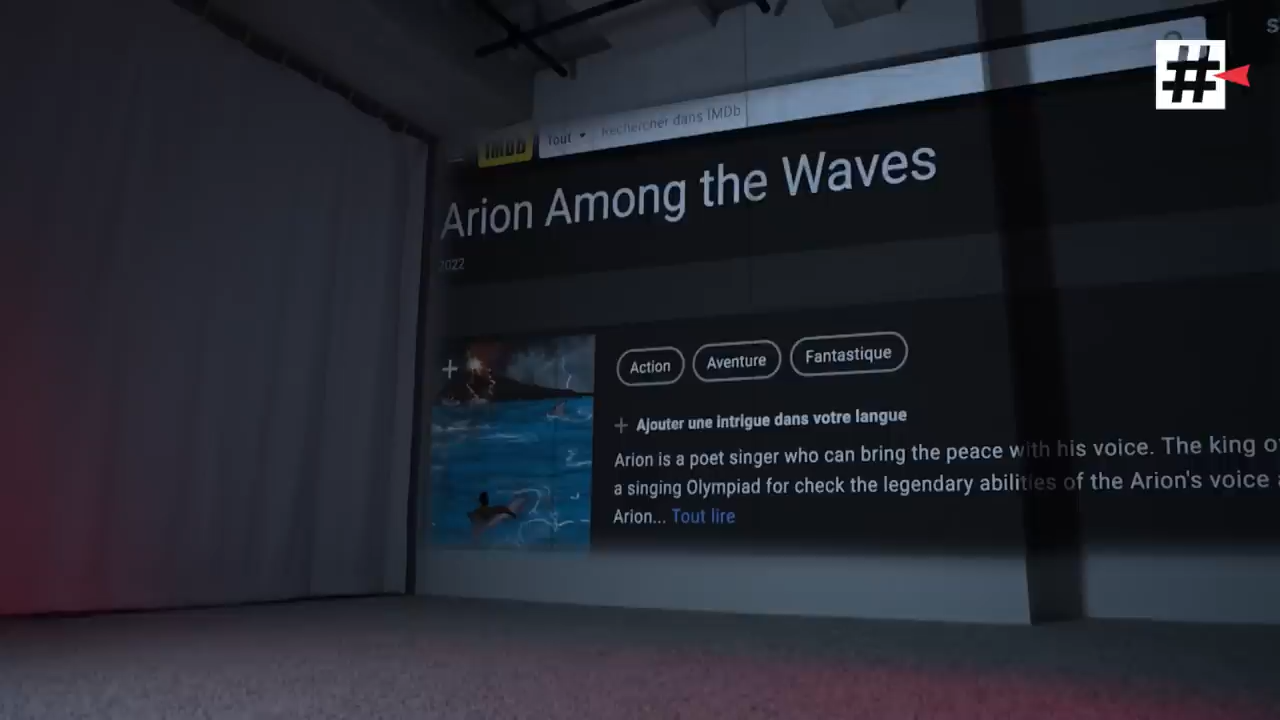 IMDb
Tout Rechercher dans IMDb
Arion Among the Waves
2022
Action Aventure Fantastique
+ Ajouter une intrigue dans votre langue
Arion is a poet singer who can bring the peace with his voice. The king
a singing Olympiad for check the legendary abilities of the Arion's voice
Arion... Tout lire
#